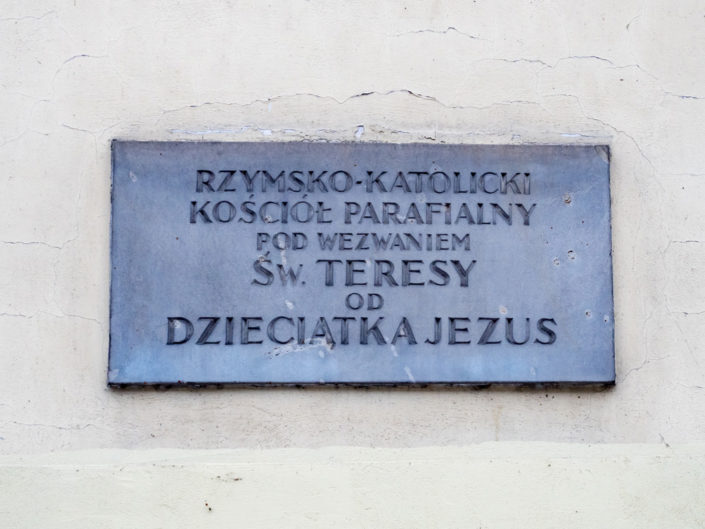 RZYMSKO-KATOLICKI
KOŚCIÓŁ PARAFIALNY
POD WEZWANIEM
ŚW. TERESY
OD
DZIECIĄTKA JEZUS